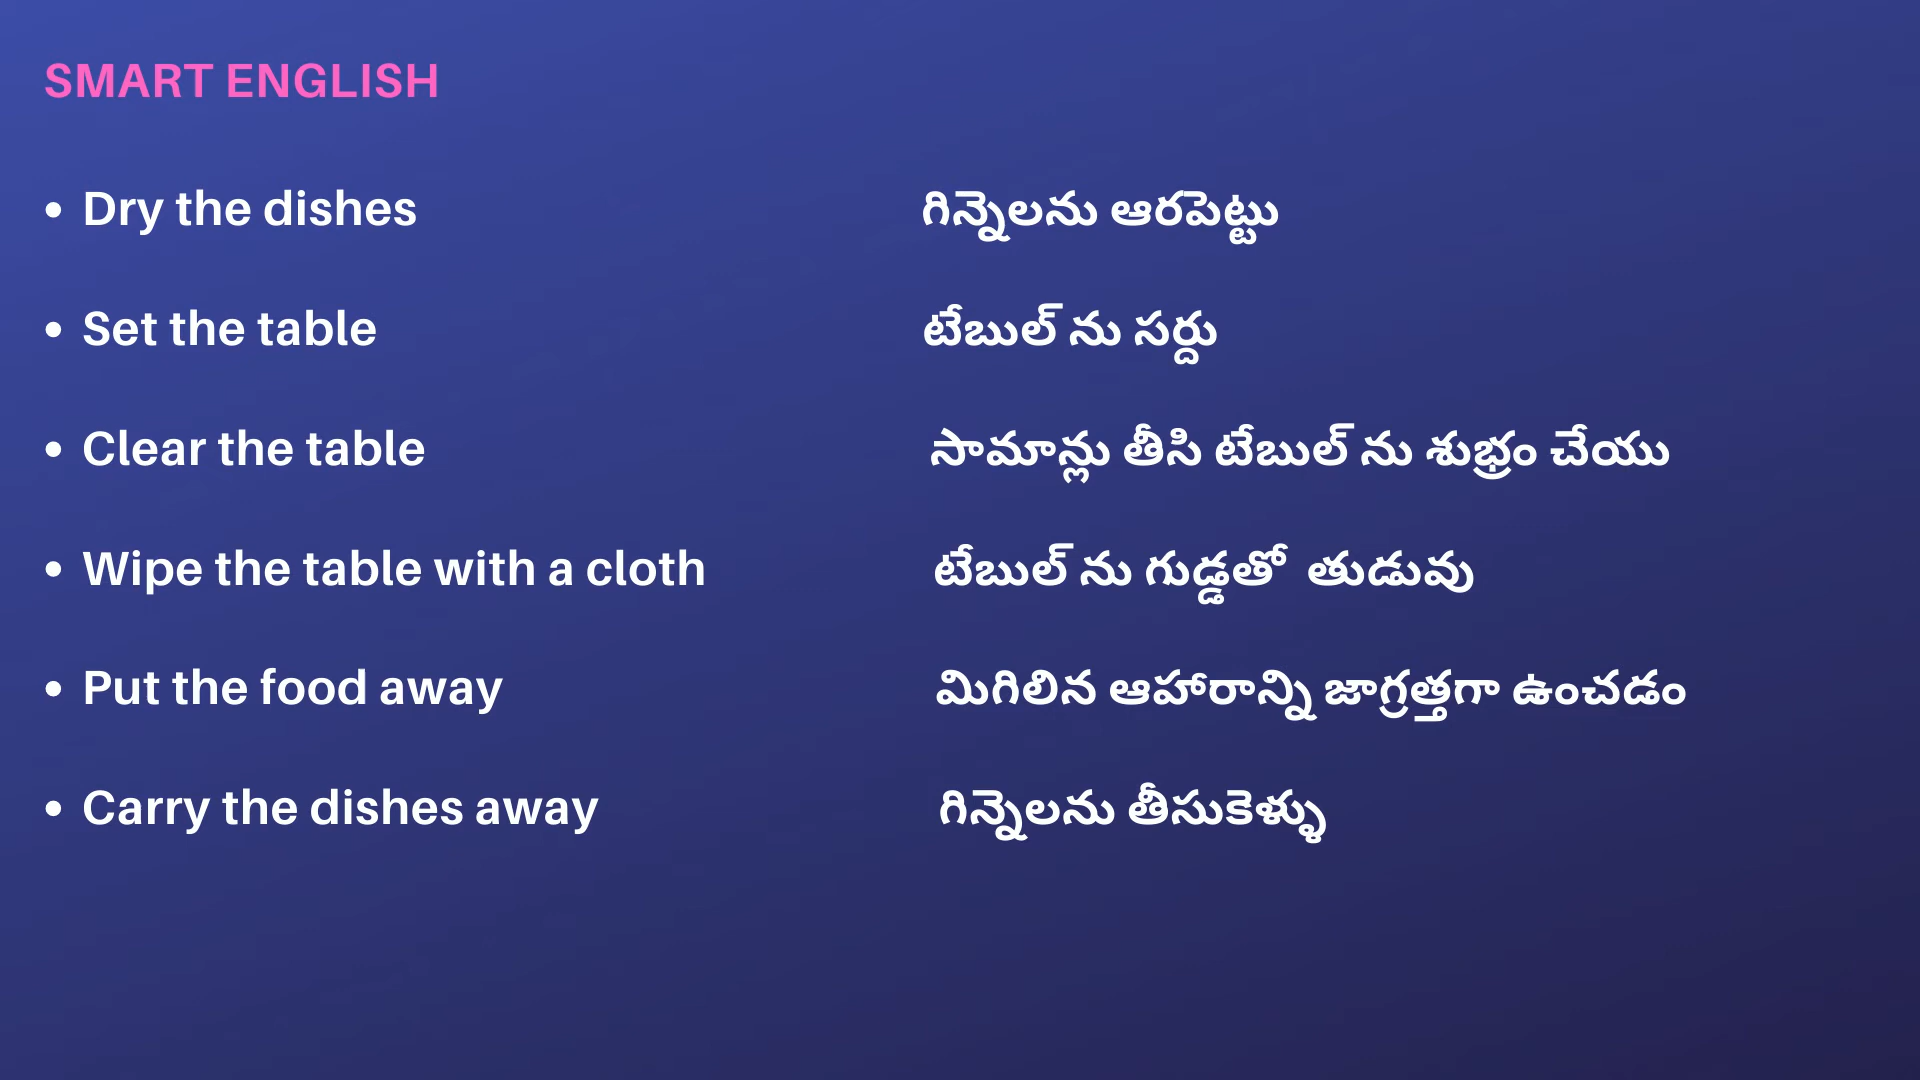 SMART ENGLISH
• Dry the dishes గిన్నెలను ఆరపెట్టు
• Set the table టేబుల్ ను సర్దు
• Clear the table సామాన్లు తీసి టేబుల్ ను శుభ్రం చేయు
• Wipe the table with a cloth టేబుల్ ను గుడ్డతో తుడువు
• Put the food away మిగిలిన ఆహారాన్ని జాగ్రత్తగా ఉంచడం
• Carry the dishes away గిన్నెలను తీసుకెళ్ళు